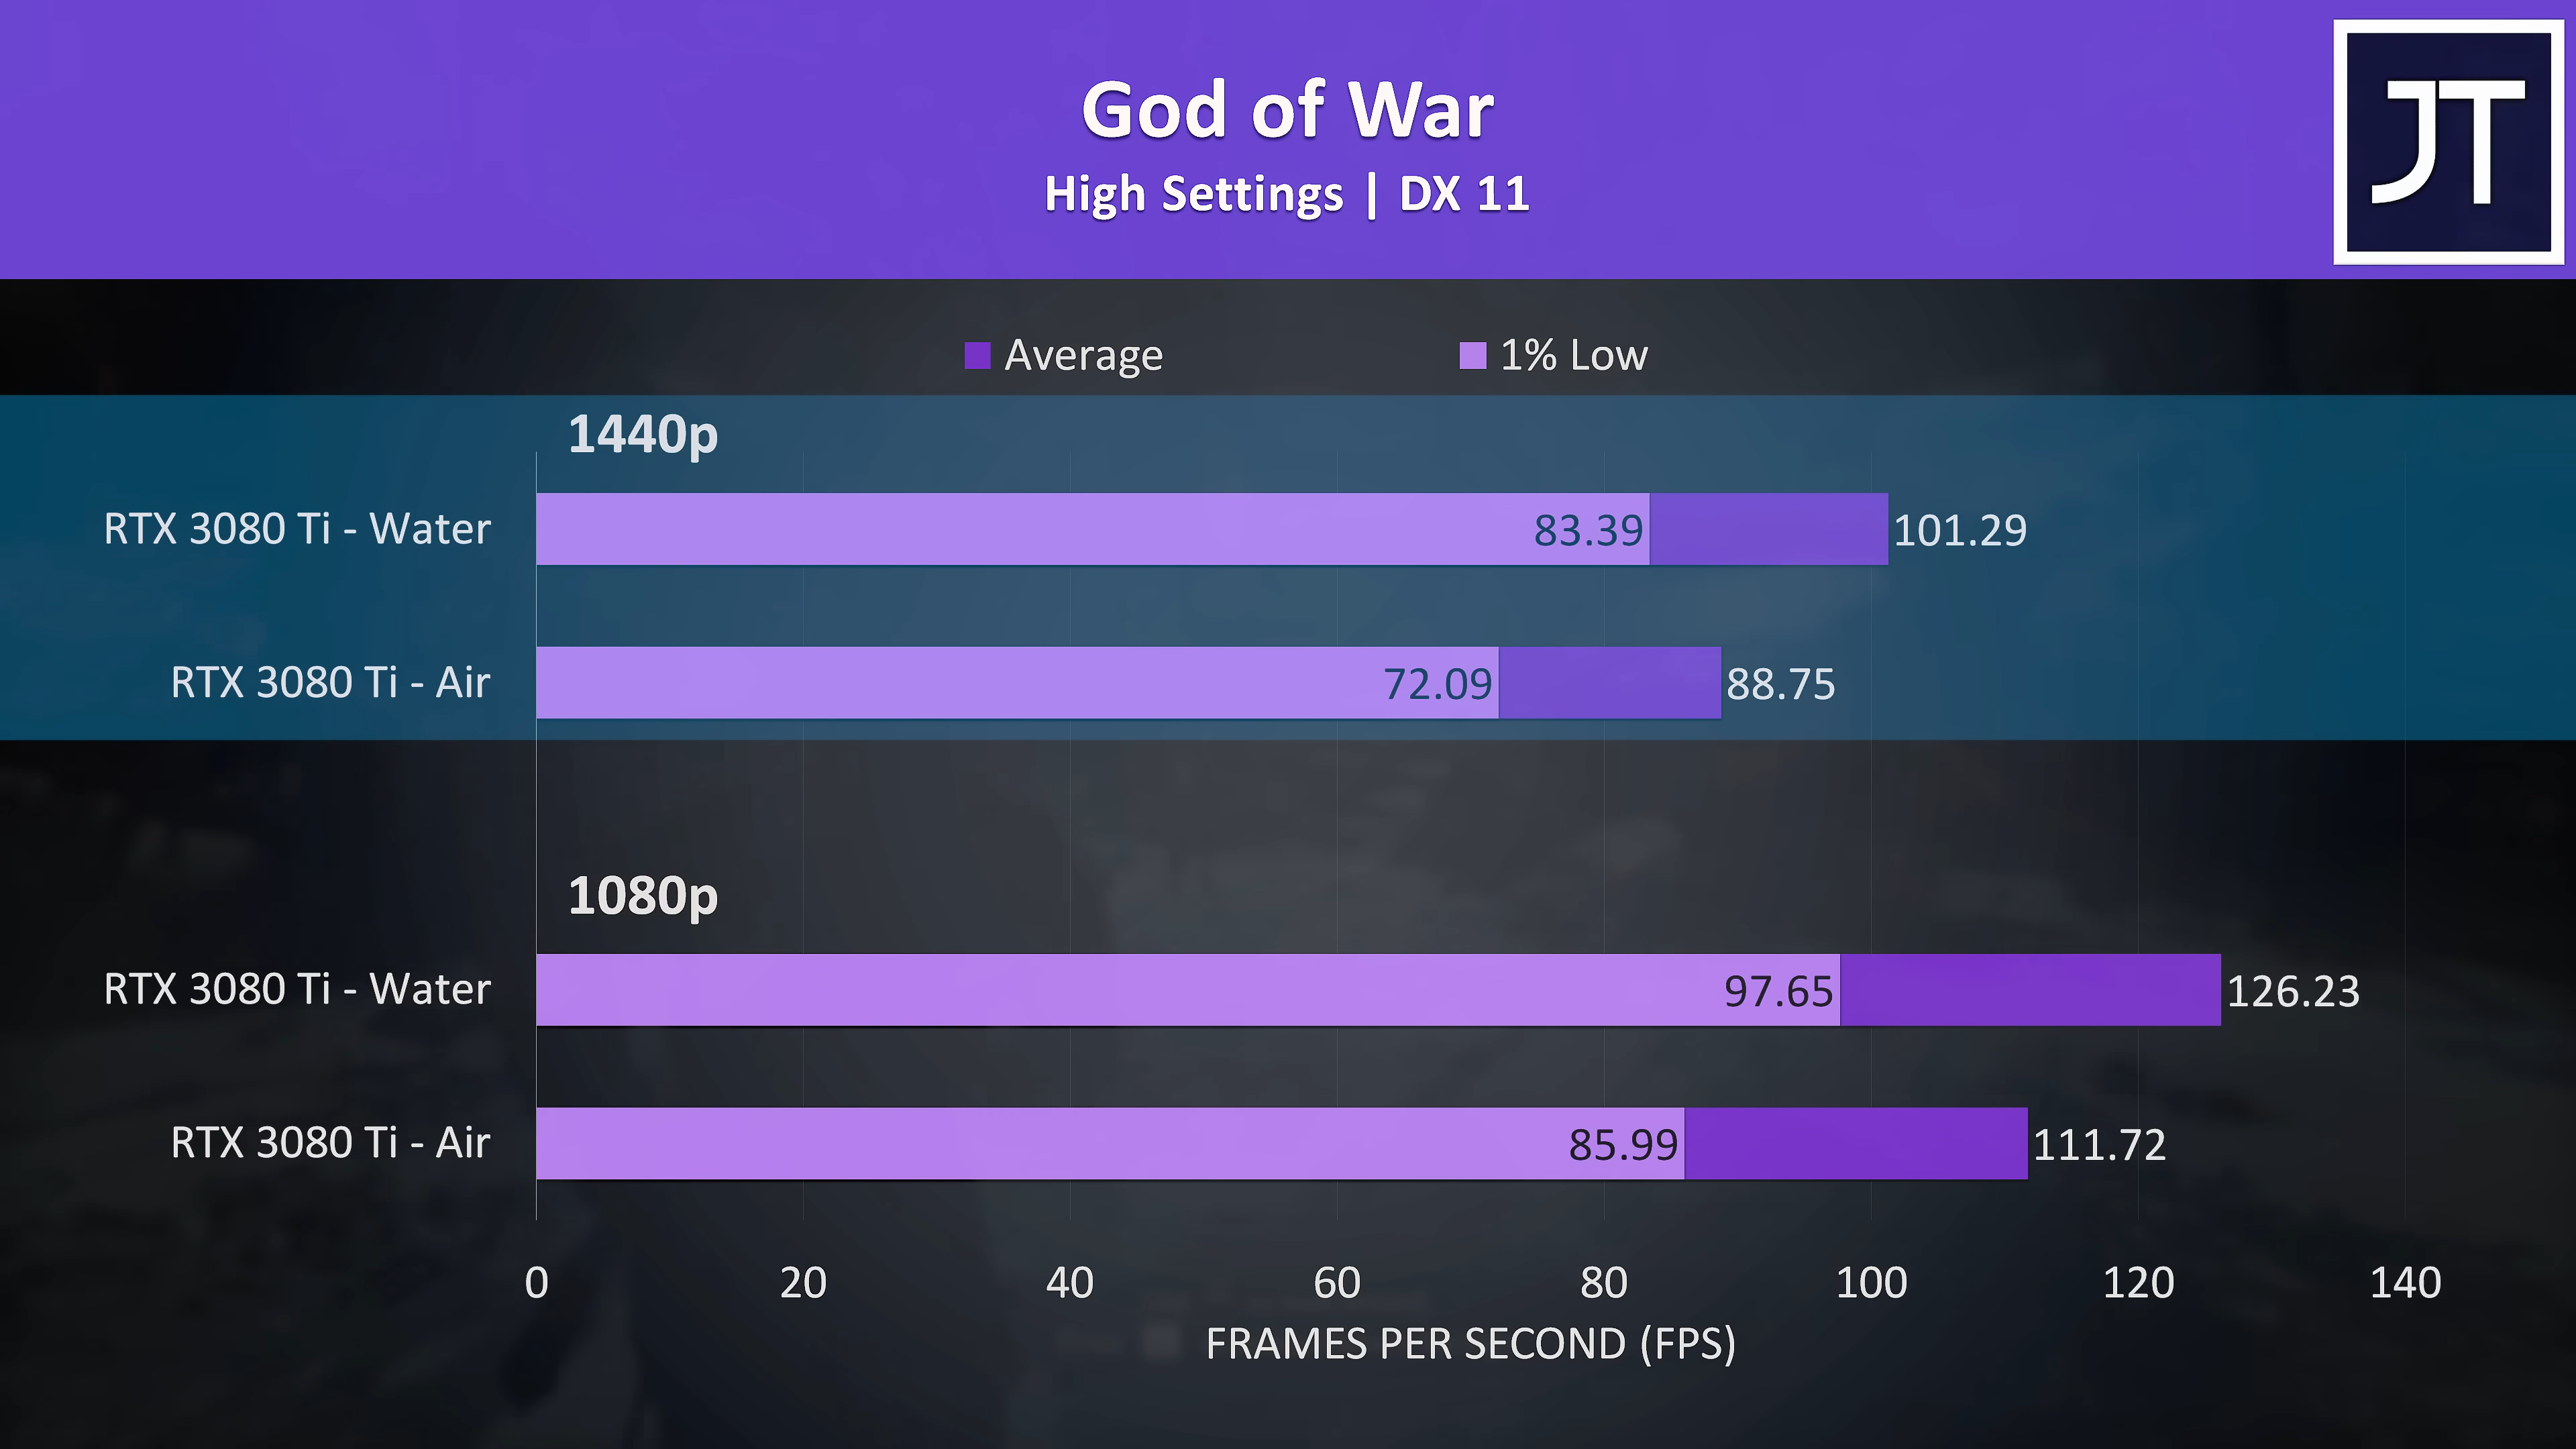 God of War
High Settings | DX 11
JT
Average
1% Low
1440p
RTX 3080 Ti - Water
83.39
101.29
RTX 3080 Ti - Air
72.09
88.75
1080p
RTX 3080 Ti - Water
97.65
126.23
RTX 3080 Ti - Air
85.99
111.72
0 20 40 60 80 100 120 140
FRAMES PER SECOND (FPS)